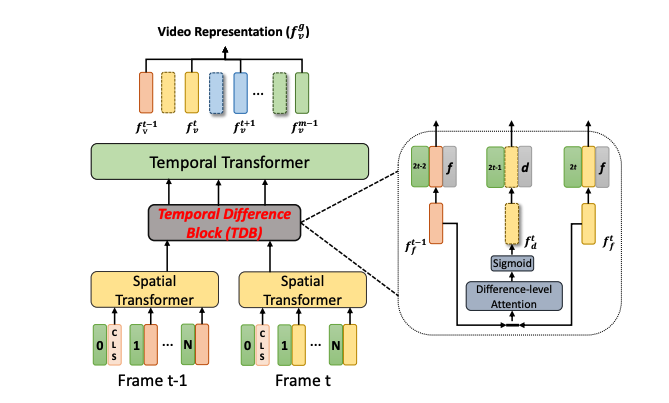 Video Representation (f_v^g)
...
f_v^{t-1} f_v^t f_v^{t+1} f_v^{m-1}
Temporal Transformer
Temporal Difference
Block (TDB)
Spatial
Transformer
Spatial
Transformer
0 CLS 1 ... N
0 CLS 1 ... N
Frame t-1
Frame t
2t-2 f
2t-1 d
2t f
f_f^{t-1}
f_d^t
f_f^t
Sigmoid
Difference-level
Attention